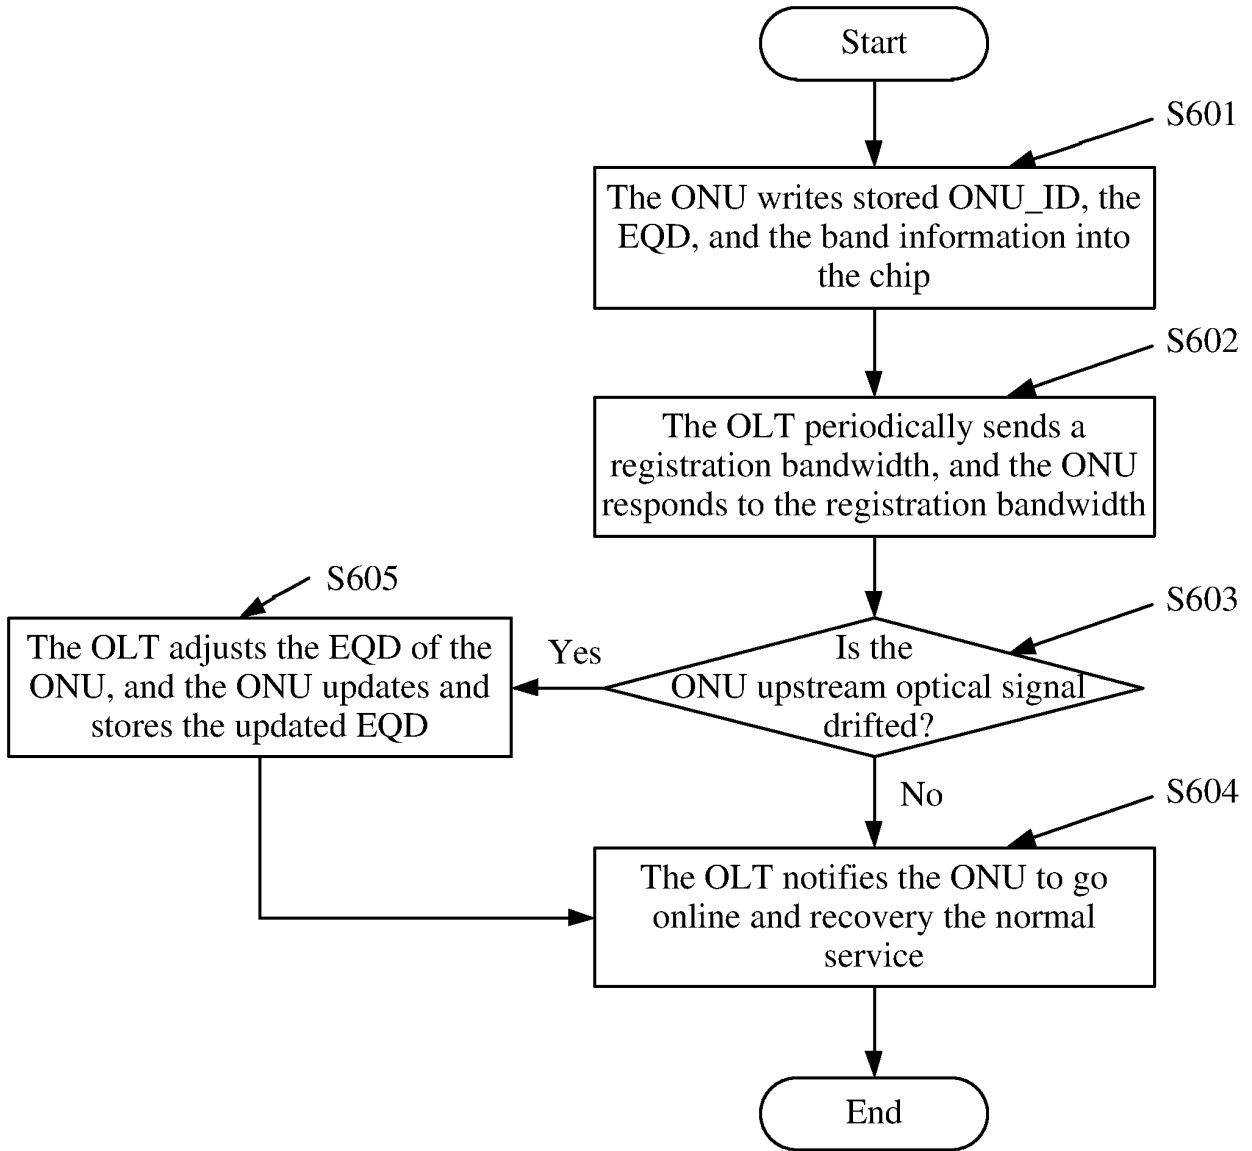 Start
S601
The ONU writes stored ONU_ID, the
EQD, and the band information into
the chip
S602
The OLT periodically sends a
registration bandwidth, and the ONU
responds to the registration bandwidth
S603
Is the
ONU upstream optical signal
drifted?
Yes
S605
The OLT adjusts the EQD of the
ONU, and the ONU updates and
stores the updated EQD
No
S604
The OLT notifies the ONU to go
online and recovery the normal
service
End